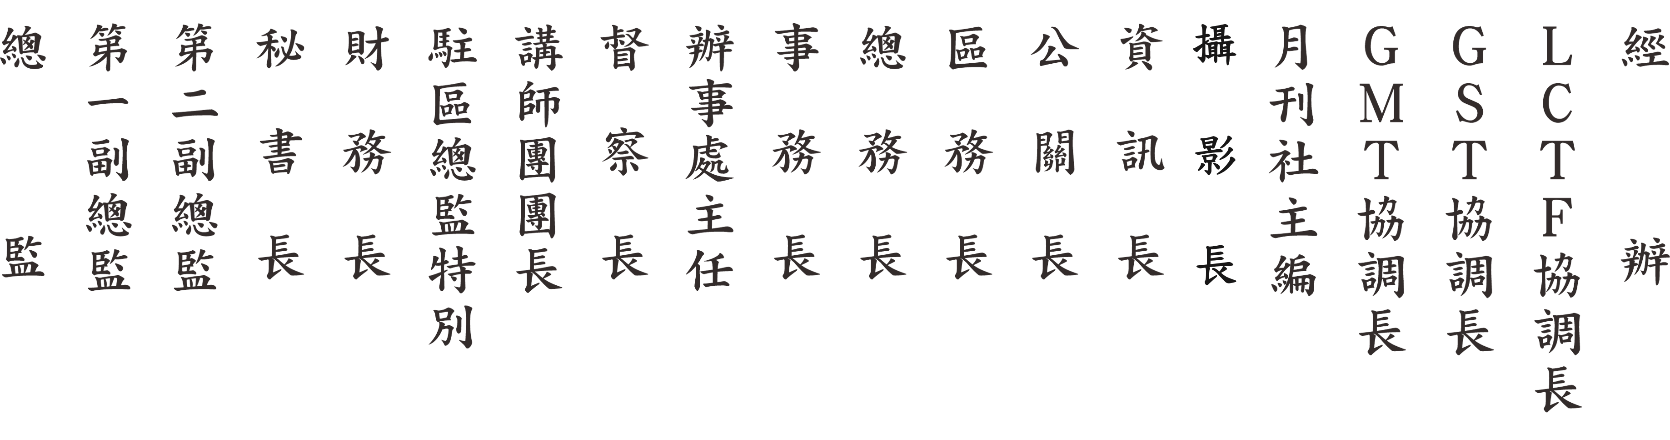 經辦
LCTF協調長
GST協調長
GMT協調長
月刊社主編
攝影長
資訊長
公關長
區務長
總務長
事務長
辦事處主任
督察長
講師團團長
駐區總監特別
財務長
秘書長
第二副總監
第一副總監
總監